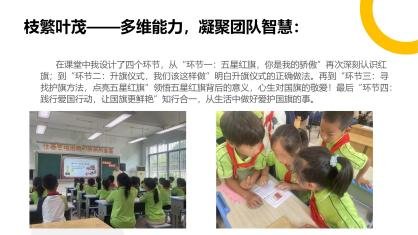 枝繁叶茂——多维能力，凝聚团队智慧：
在课堂中我设计了四个环节，从“环节一：五星红旗，你是我的骄傲”再次深刻认识红
旗；到“环节二：升旗仪式，我们该这样做”明白升旗仪式的正确做法。再到“环节三：寻
找护旗方法，点亮五星红旗”领悟五星红旗背后的意义，心生对国旗的敬爱！最后“环节四：
践行爱国行动，让国旗更鲜艳”知行合一，从生活中做好爱护国旗的事。